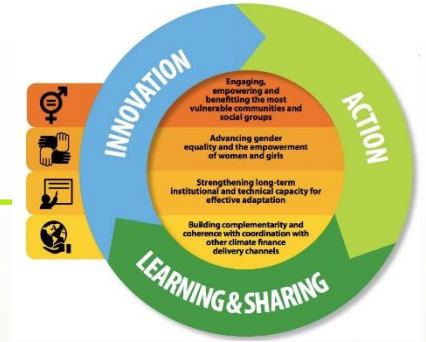 INNOVATION
ACTION
Engaging,
empowering and
benefitting the most
vulnerable communities and
social groups
Advancing gender
equality and the empowerment
of women and girls
Strengthening long-term
institutional and technical capacity for
effective adaptation
Building complementarity and
coherence with coordination with
other climate finance
delivery channels
LEARNING & SHARING